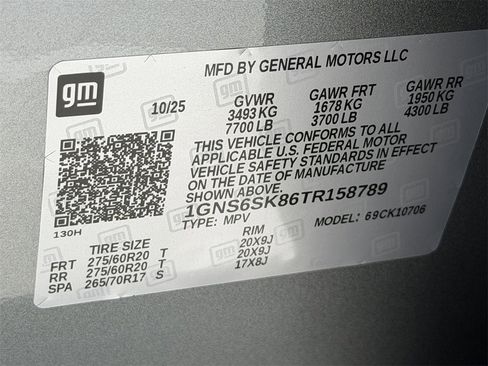 MFD BY GENERAL MOTORS LLC
gm
10/25 GVWR GAWR FRT GAWR RR
3493 KG 1678 KG 1950 KG
7700 LB 3700 LB 4300 LB
THIS VEHICLE CONFORMS TO ALL
APPLICABLE U.S. FEDERAL MOTOR
VEHICLE SAFETY STANDARDS IN EFFECT
ON THE DATE OF MANUFACTURE
SHOWN ABOVE.
1GNS6SK86TR158789
TYPE: MPV MODEL: 69CK10706
130H
TIRE SIZE RIM
FRT 275/60R20 T 20X9J
RR 275/60R20 T 20X9J
SPA 265/70R17 S 17X8J